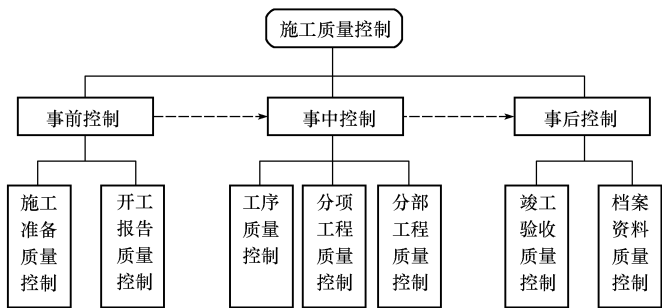 施工质量控制
事前控制
事中控制
事后控制
施工
准备
质量
控制
开工
报告
质量
控制
工序
质量
控制
分项
工程
质量
控制
分部
工程
质量
控制
竣工
验收
质量
控制
档案
资料
质量
控制